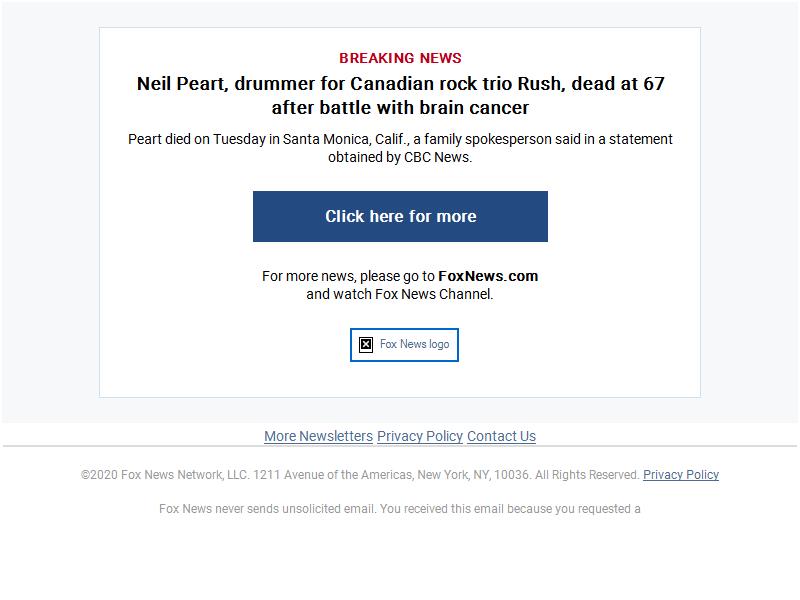 BREAKING NEWS
Neil Peart, drummer for Canadian rock trio Rush, dead at 67
after battle with brain cancer
Peart died on Tuesday in Santa Monica, Calif., a family spokesperson said in a statement
obtained by CBC News.
Click here for more
For more news, please go to FoxNews.com
and watch Fox News Channel.
Fox News logo
More Newsletters Privacy Policy Contact Us
©2020 Fox News Network, LLC. 1211 Avenue of the Americas, New York, NY, 10036. All Rights Reserved. Privacy Policy
Fox News never sends unsolicited email. You received this email because you requested a